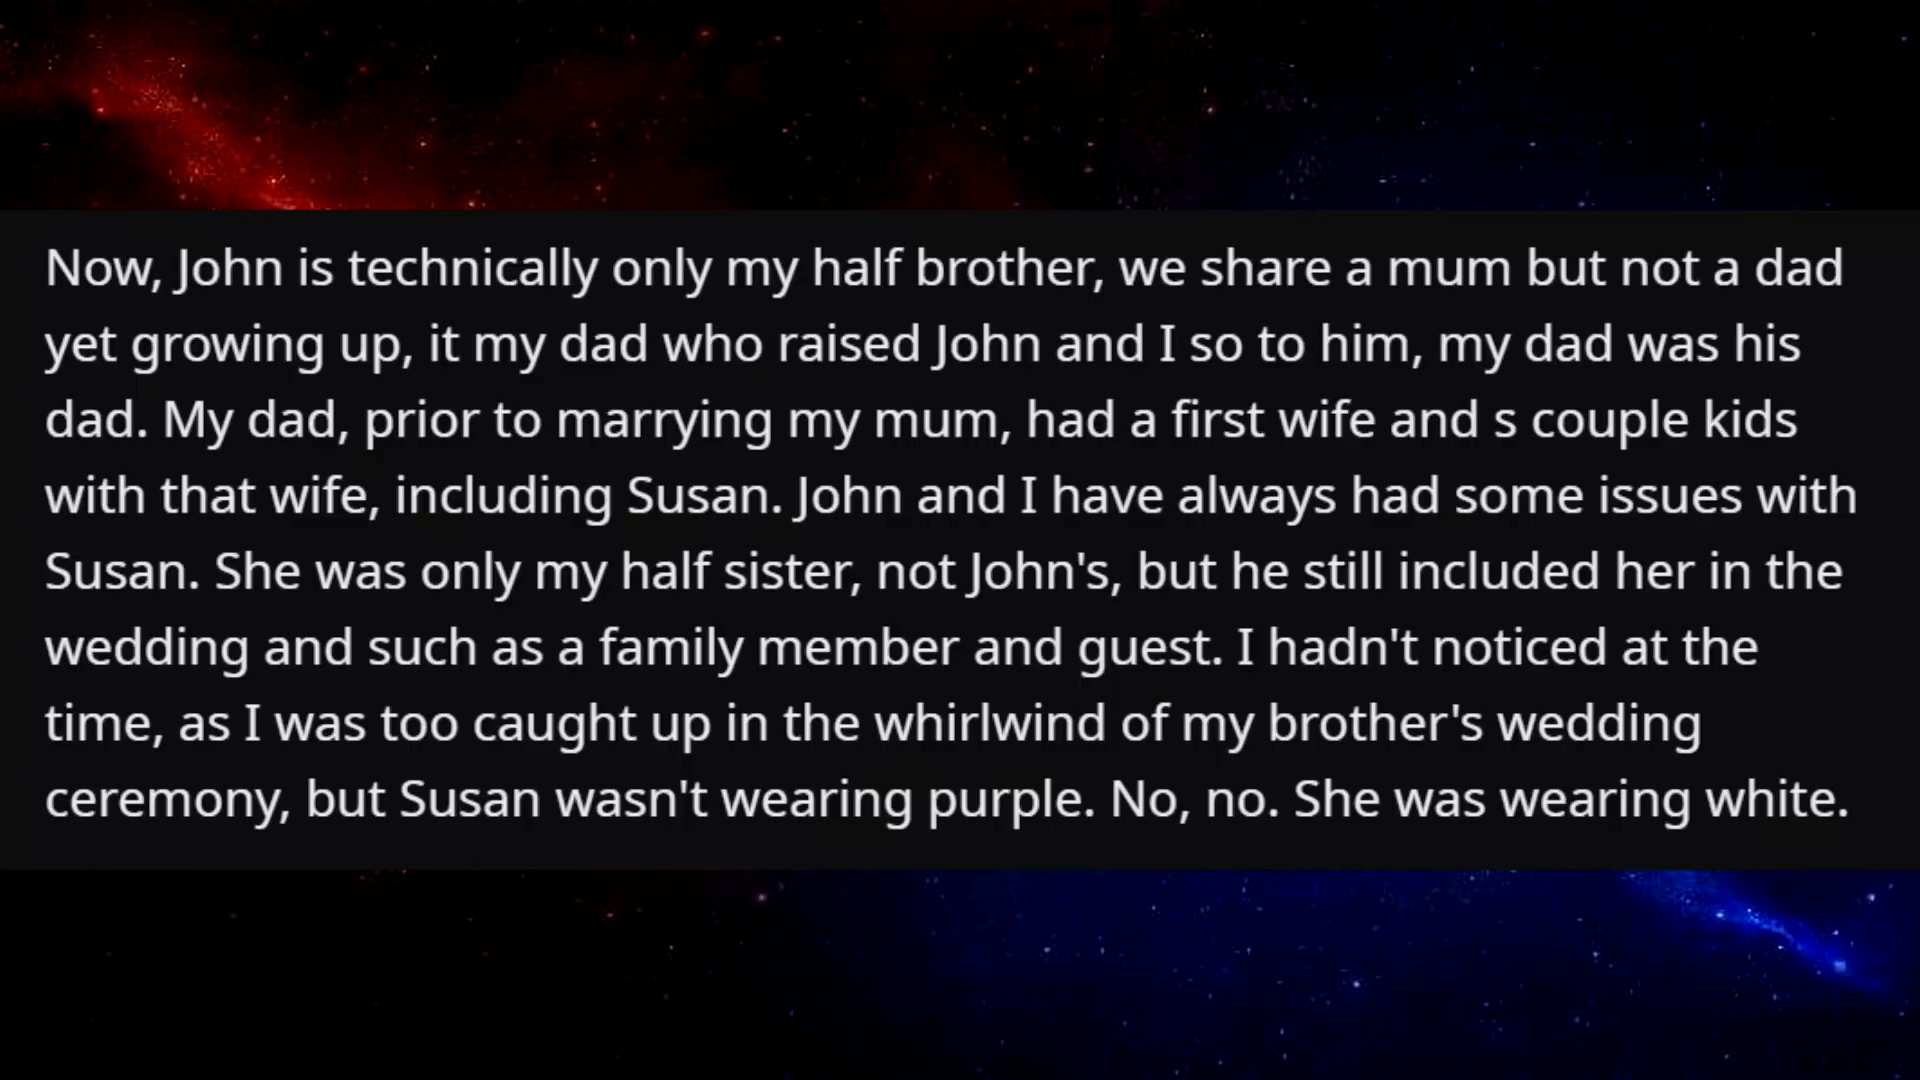 Now, John is technically only my half brother, we share a mum but not a dad
yet growing up, it my dad who raised John and I so to him, my dad was his
dad. My dad, prior to marrying my mum, had a first wife and s couple kids
with that wife, including Susan. John and I have always had some issues with
Susan. She was only my half sister, not John's, but he still included her in the
wedding and such as a family member and guest. I hadn't noticed at the
time, as I was too caught up in the whirlwind of my brother's wedding
ceremony, but Susan wasn't wearing purple. No, no. She was wearing white.